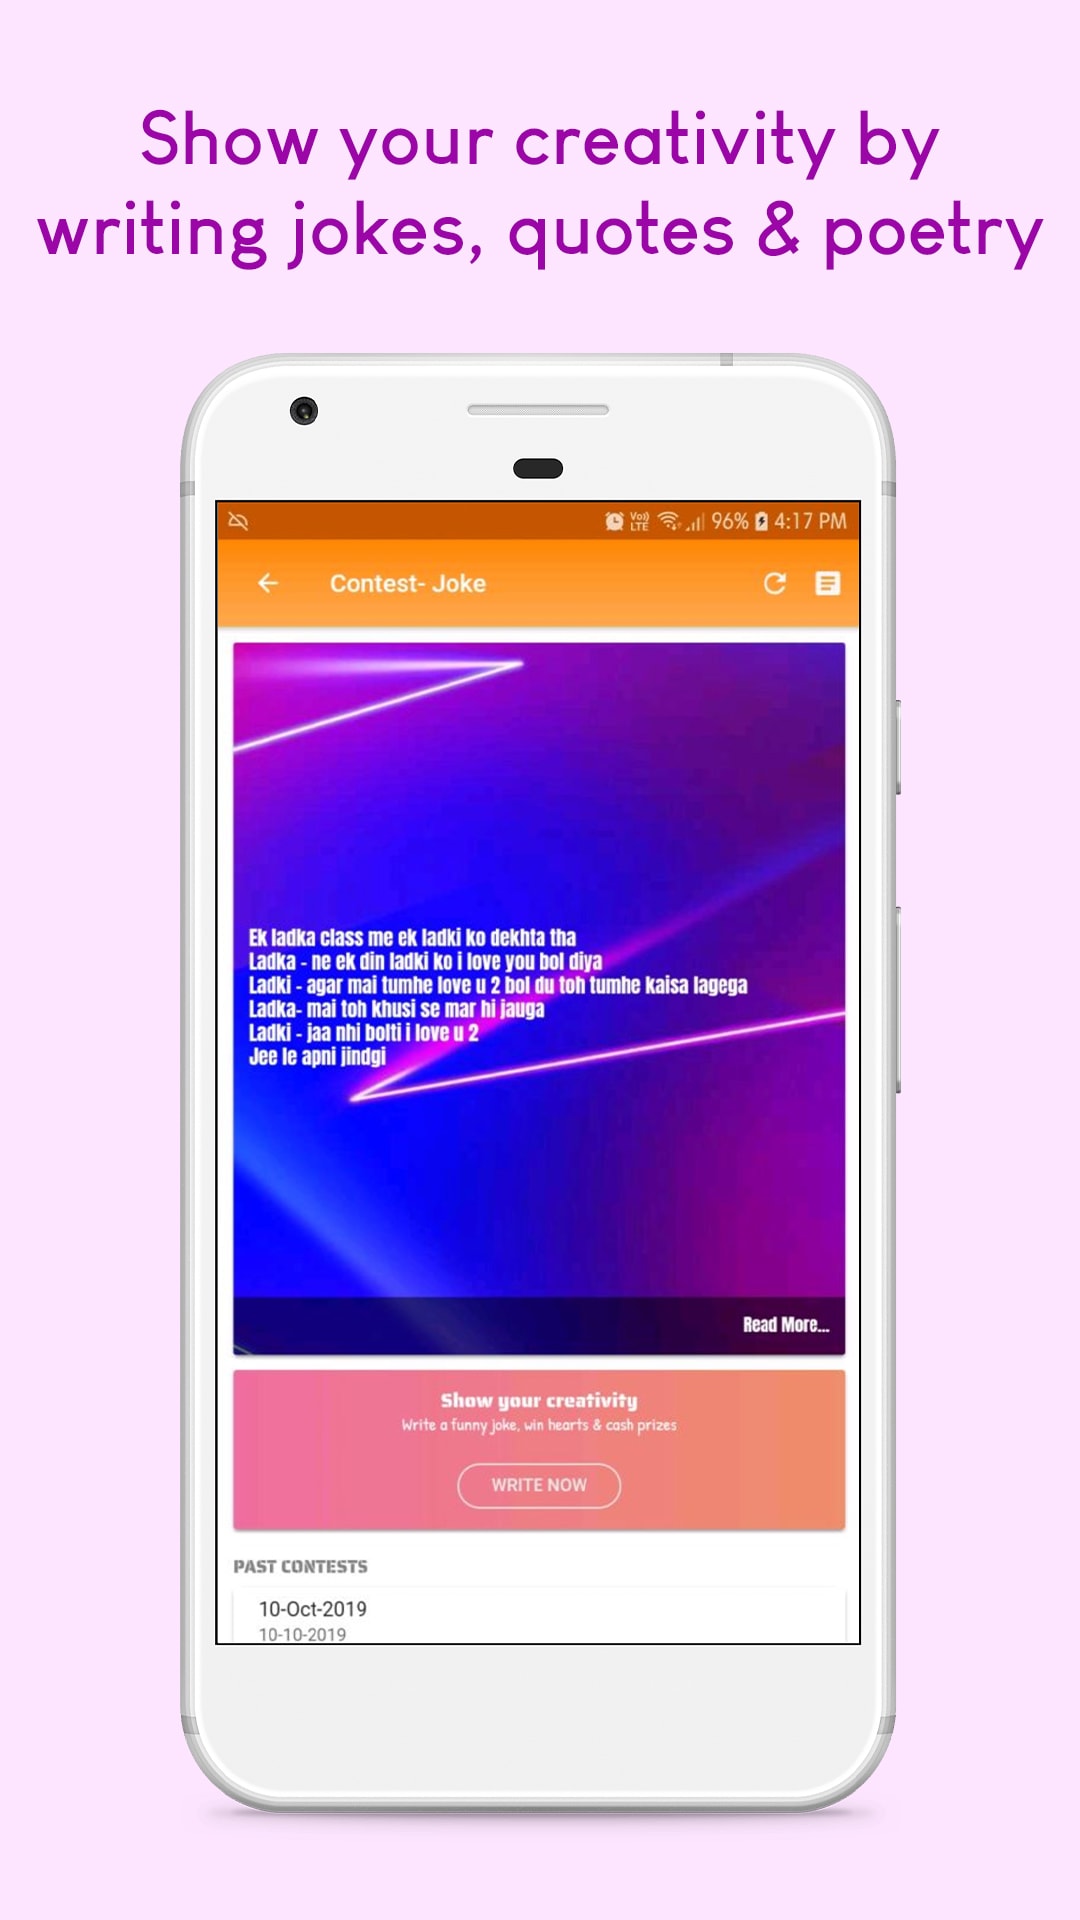 Show your creativity by
writing jokes, quotes & poetry
Vo)) LTE 96% 4:17 PM
Contest- Joke
Ek ladka class me ek ladki ko dekhta tha
Ladka - ne ek din ladki ko i love you bol diya
Ladki - agar mai tumhe love u 2 bol du toh tumhe kaisa lagega
Ladka- mai toh khusi se mar hi jauga
Ladki - jaa nhi bolti i love u 2
Jee le apni jindgi
Read More...
Show your creativity
Write a funny joke, win hearts & cash prizes
WRITE NOW
PAST CONTESTS
10-Oct-2019
10-10-2019